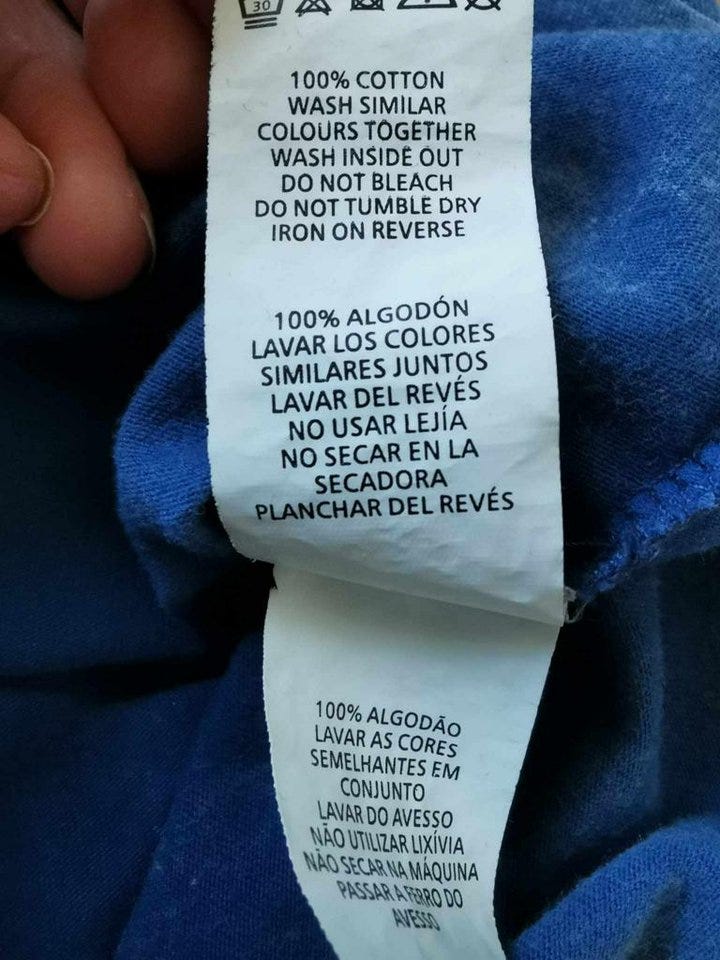 30
100% COTTON
WASH SIMILAR
COLOURS TOGETHER
WASH INSIDE OUT
DO NOT BLEACH
DO NOT TUMBLE DRY
IRON ON REVERSE
100% ALGODÓN
LAVAR LOS COLORES
SIMILARES JUNTOS
LAVAR DEL REVÉS
NO USAR LEJÍA
NO SECAR EN LA
SECADORA
PLANCHAR DEL REVÉS
100% ALGODÃO
LAVAR AS CORES
SEMELHANTES EM
CONJUNTO
LAVAR DO AVESSO
NÃO UTILIZAR LIXÍVIA
NÃO SECAR NA MÁQUINA
PASSAR A FERRO DO
AVESSO